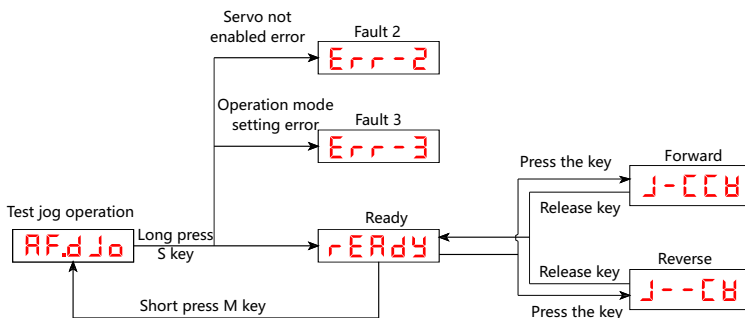 Servo not
enabled error
Fault 2
Err-2
Operation mode
setting error
Fault 3
Err-3
Test jog operation
AF.dJo
Long press
S key
Ready
rEAdy
Short press M key
Press the key
Forward
J-CCW
Release key
Release key
Reverse
J--CW
Press the key